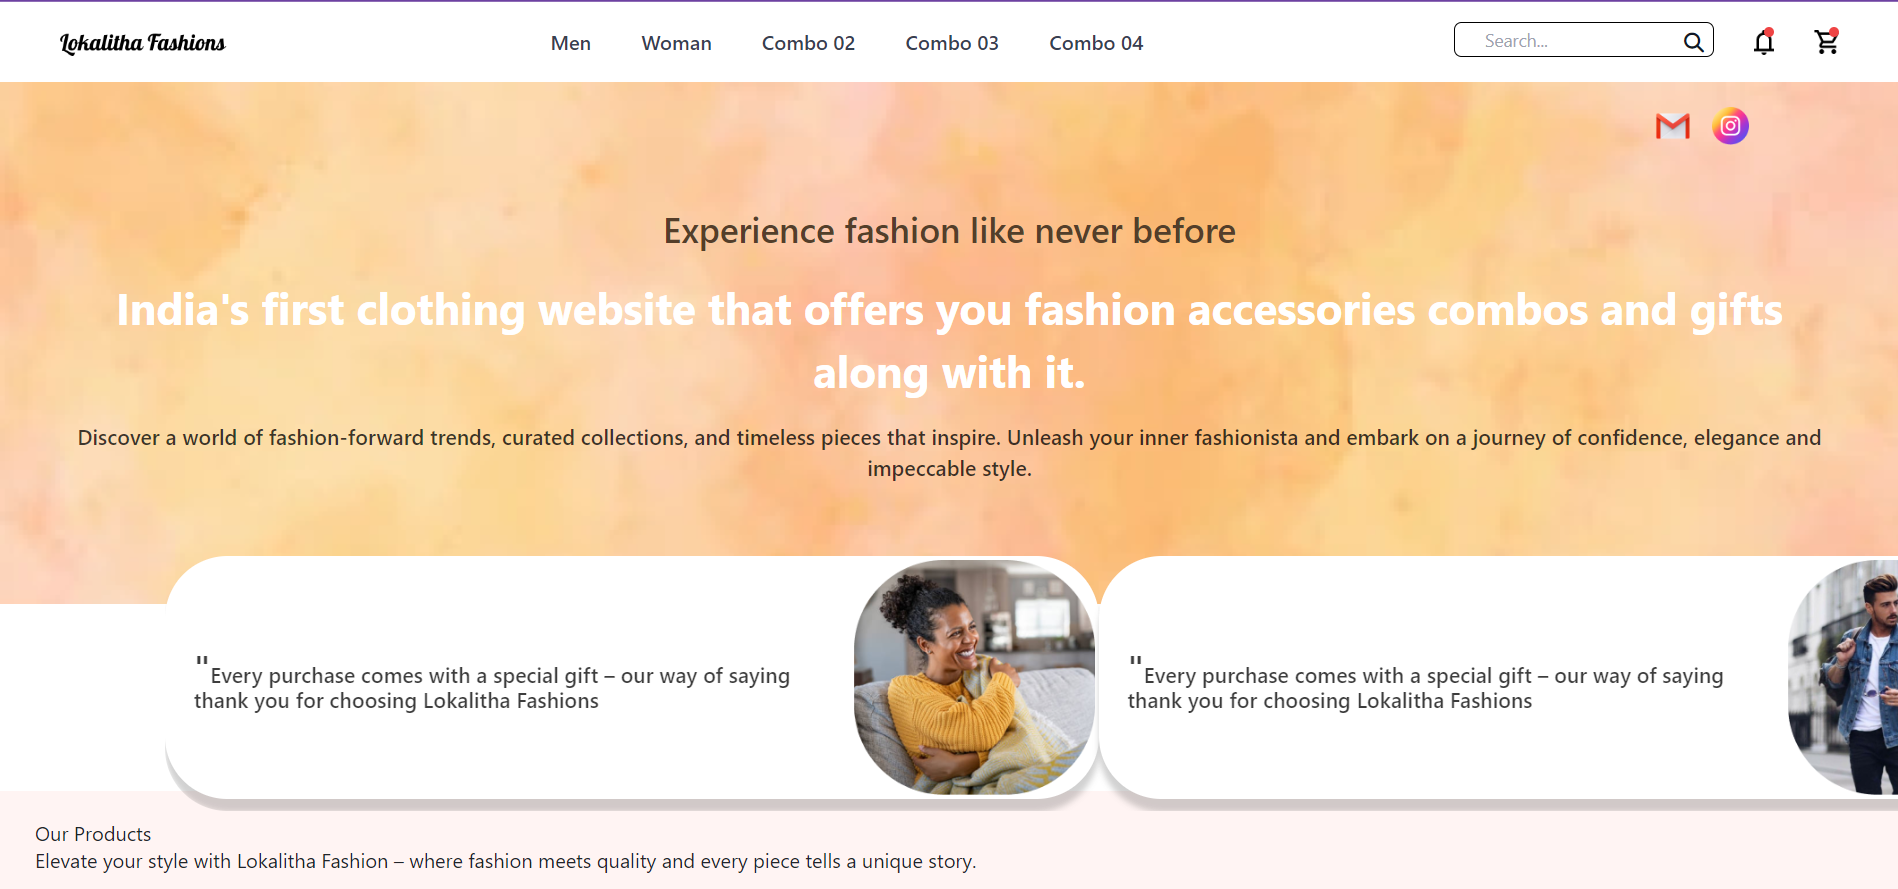 Lokalitha Fashions
Men Woman Combo 02 Combo 03 Combo 04
Search...
Experience fashion like never before
India's first clothing website that offers you fashion accessories combos and gifts
along with it.
Discover a world of fashion-forward trends, curated collections, and timeless pieces that inspire. Unleash your inner fashionista and embark on a journey of confidence, elegance and
impeccable style.
"Every purchase comes with a special gift – our way of saying
thank you for choosing Lokalitha Fashions
"Every purchase comes with a special gift – our way of saying
thank you for choosing Lokalitha Fashions
Our Products
Elevate your style with Lokalitha Fashion – where fashion meets quality and every piece tells a unique story.